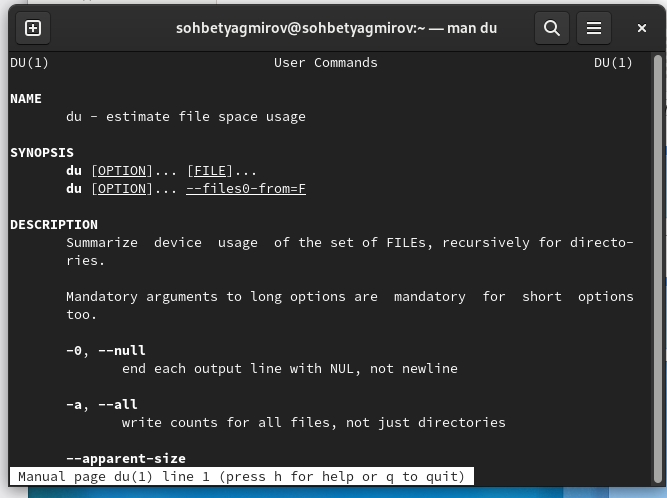 sohbetyagmirov@sohbetyagmirov:~ — man du
DU(1) User Commands DU(1)
NAME
du - estimate file space usage
SYNOPSIS
du [OPTION]... [FILE]...
du [OPTION]... --files0-from=F
DESCRIPTION
Summarize device usage of the set of FILEs, recursively for directo-
ries.
Mandatory arguments to long options are mandatory for short options
too.
-0, --null
end each output line with NUL, not newline
-a, --all
write counts for all files, not just directories
--apparent-size
Manual page du(1) line 1 (press h for help or q to quit)